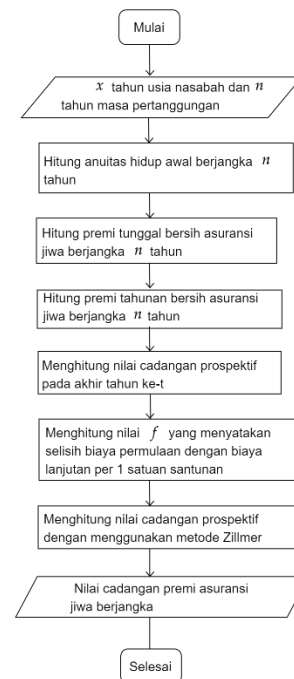 Mulai
x tahun usia nasabah dan n
tahun masa pertanggungan
Hitung anuitas hidup awal berjangka n
tahun
Hitung premi tunggal bersih asuransi
jiwa berjangka n tahun
Hitung premi tahunan bersih asuransi
jiwa berjangka n tahun
Menghitung nilai cadangan prospektif
pada akhir tahun ke-t
Menghitung nilai f yang menyatakan
selisih biaya permulaan dengan biaya
lanjutan per 1 satuan santunan
Menghitung nilai cadangan prospektif
dengan menggunakan metode Zillmer
Nilai cadangan premi asuransi
jiwa berjangka
Selesai